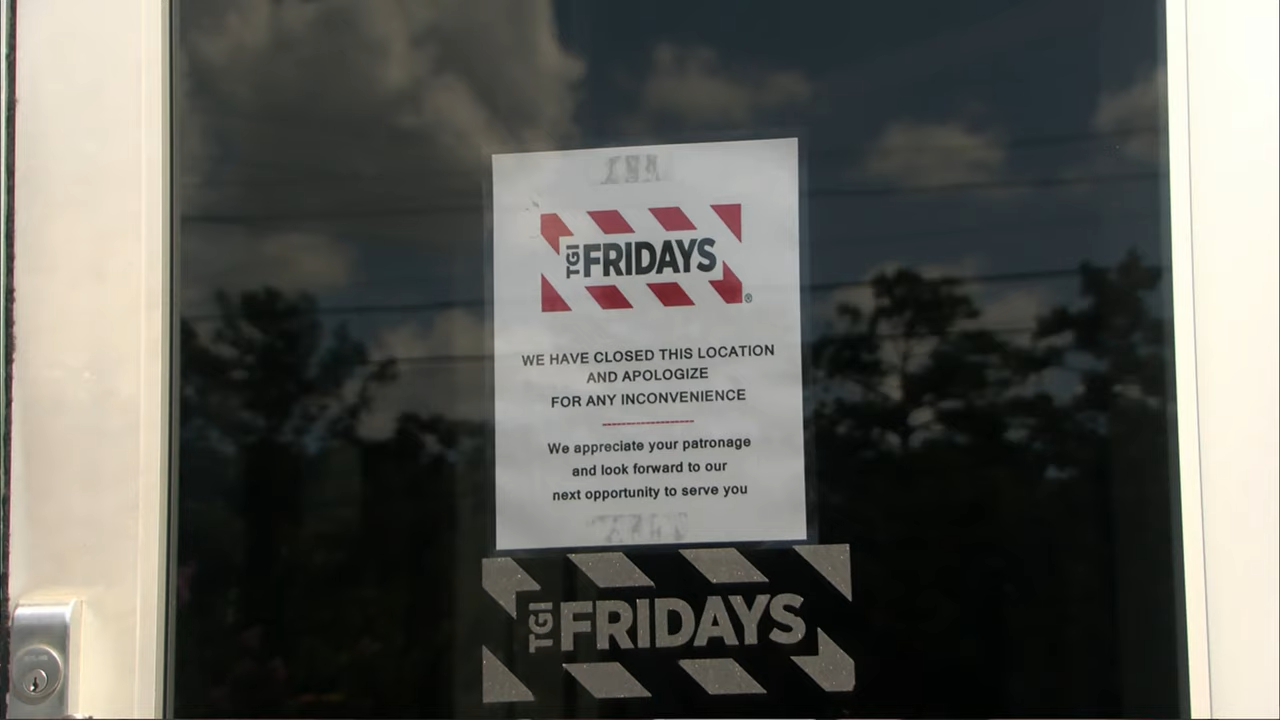 TGI FRIDAYS®
WE HAVE CLOSED THIS LOCATION
AND APOLOGIZE
FOR ANY INCONVENIENCE
We appreciate your patronage
and look forward to our
next opportunity to serve you
TGI FRIDAYS